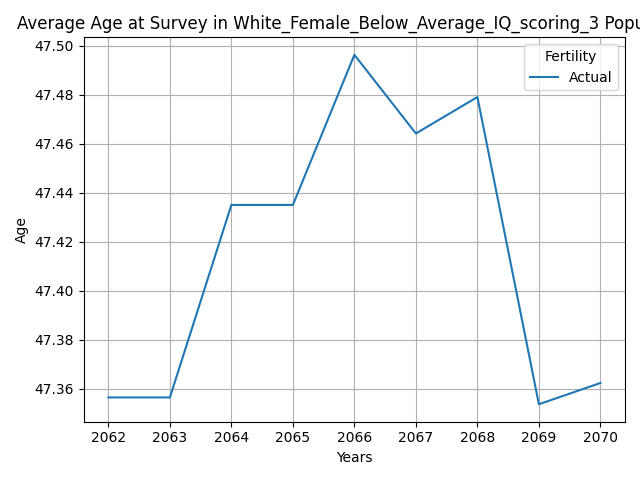 Average Age at Survey in White_Female_Below_Average_IQ_scoring_3 Popu
47.50
47.48
47.46
47.44
47.42
47.40
47.38
47.36
Age
Fertility
Actual
2062 2063 2064 2065 2066 2067 2068 2069 2070
Years